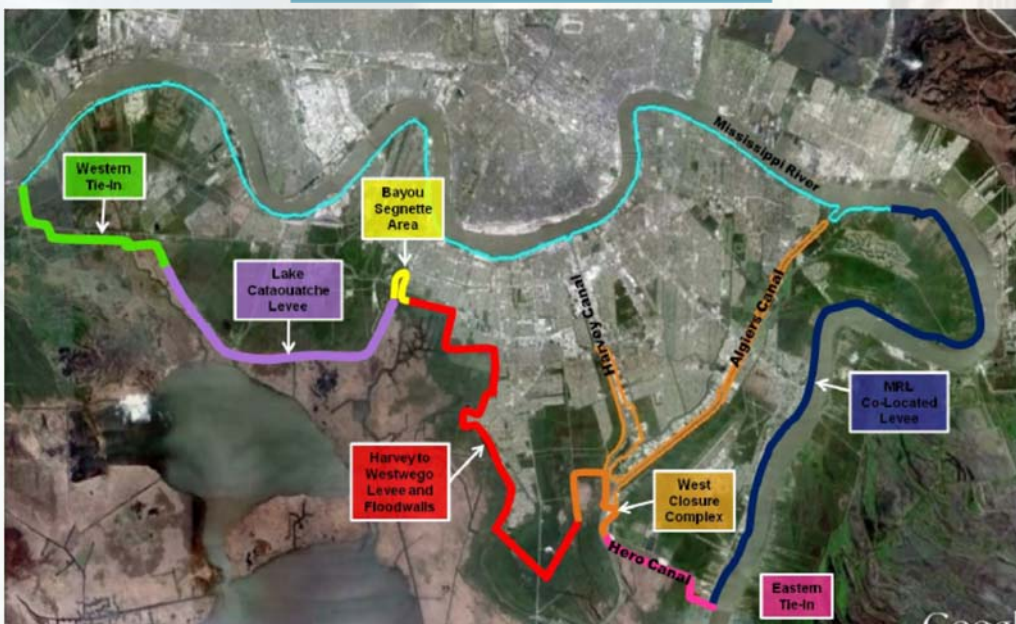 Mississippi River
Western
Tie-In
Bayou
Segnette
Area
Lake
Cataouatche
Levee
Harvey Canal
Algiers Canal
MRL
Co-Located
Levee
Harvey to
Westwego
Levee and
Floodwalls
West
Closure
Complex
Hero Canal
Eastern
Tie-In